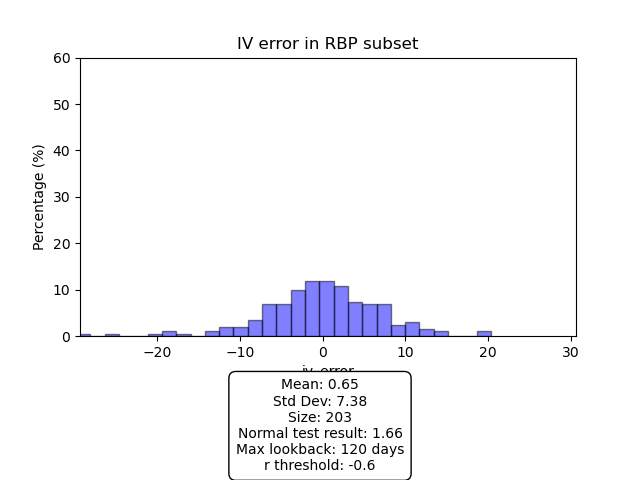 IV error in RBP subset
Percentage (%)
60
50
40
30
20
10
0
−20
−10
0
10
20
30
iv_error
Mean: 0.65
Std Dev: 7.38
Size: 203
Normal test result: 1.66
Max lookback: 120 days
r threshold: -0.6